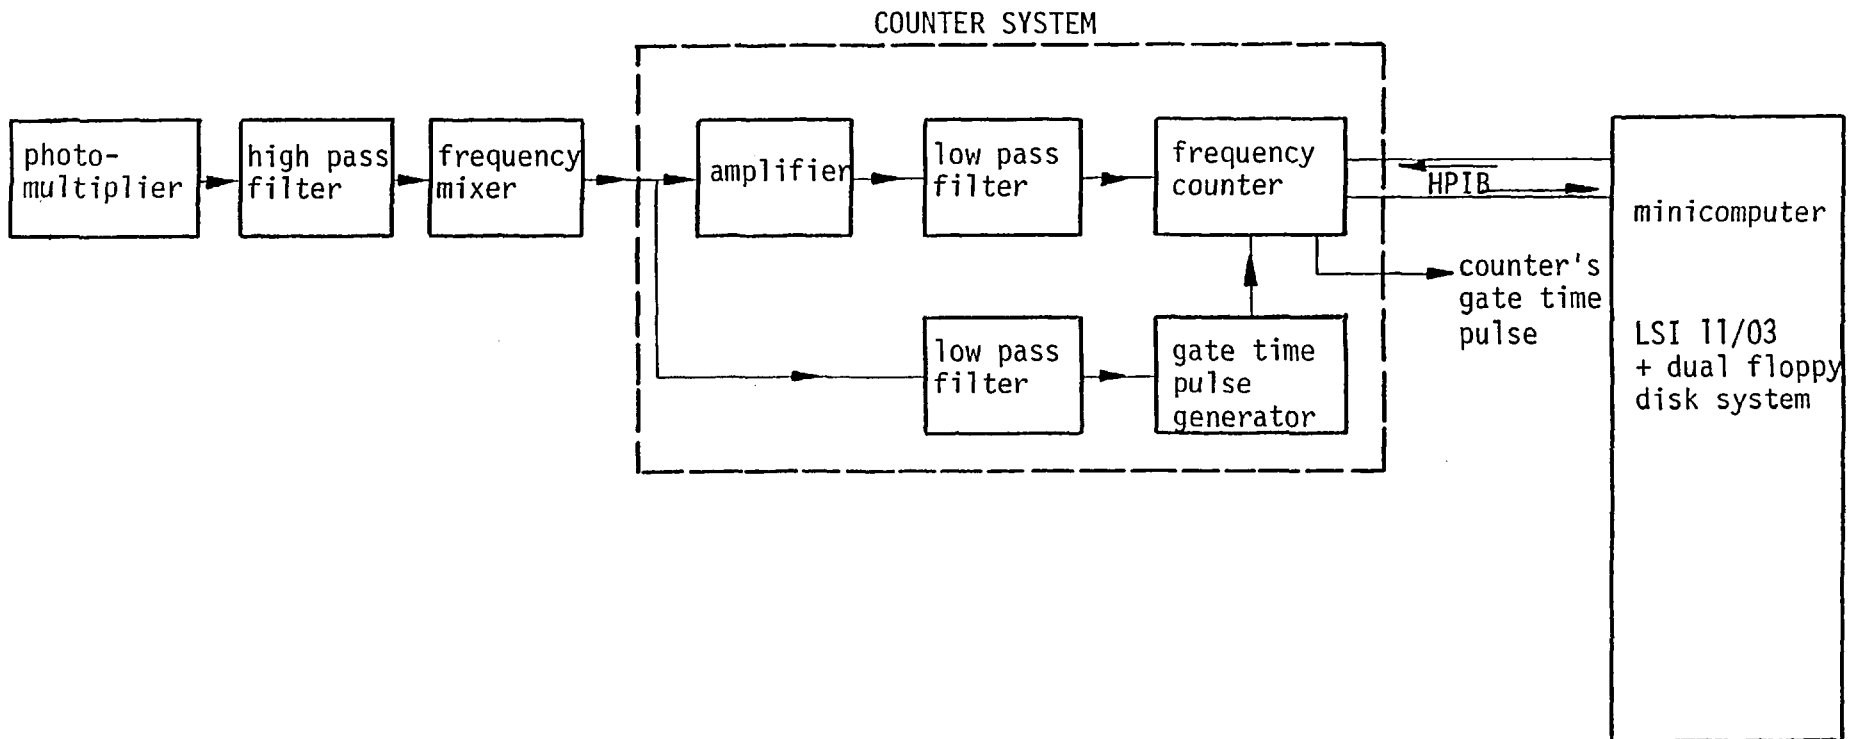 COUNTER SYSTEM
photo-
multiplier
high pass
filter
frequency
mixer
amplifier
low pass
filter
frequency
counter
HPIB
minicomputer
LSI 11/03
+ dual floppy
disk system
counter's
gate time
pulse
low pass
filter
gate time
pulse
generator